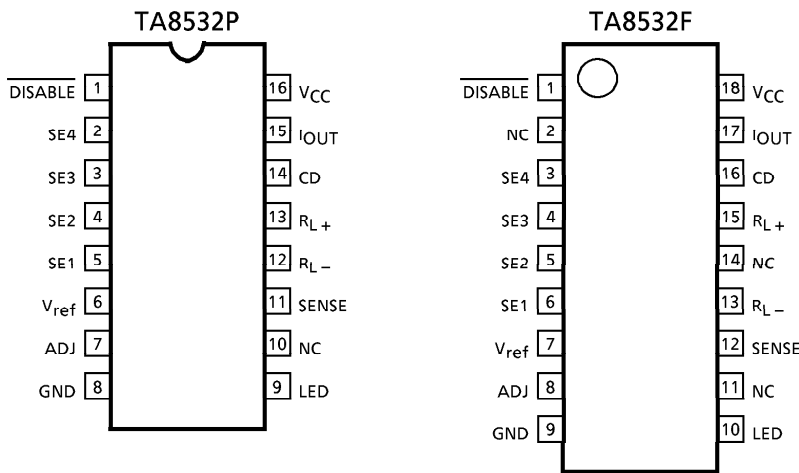 TA8532P
DISABLE 1 16 VCC
SE4 2 15 IOUT
SE3 3 14 CD
SE2 4 13 RL+
SE1 5 12 RL−
Vref 6 11 SENSE
ADJ 7 10 NC
GND 8 9 LED
TA8532F
DISABLE 1 18 VCC
NC 2 17 IOUT
SE4 3 16 CD
SE3 4 15 RL+
SE2 5 14 NC
SE1 6 13 RL−
Vref 7 12 SENSE
ADJ 8 11 NC
GND 9 10 LED